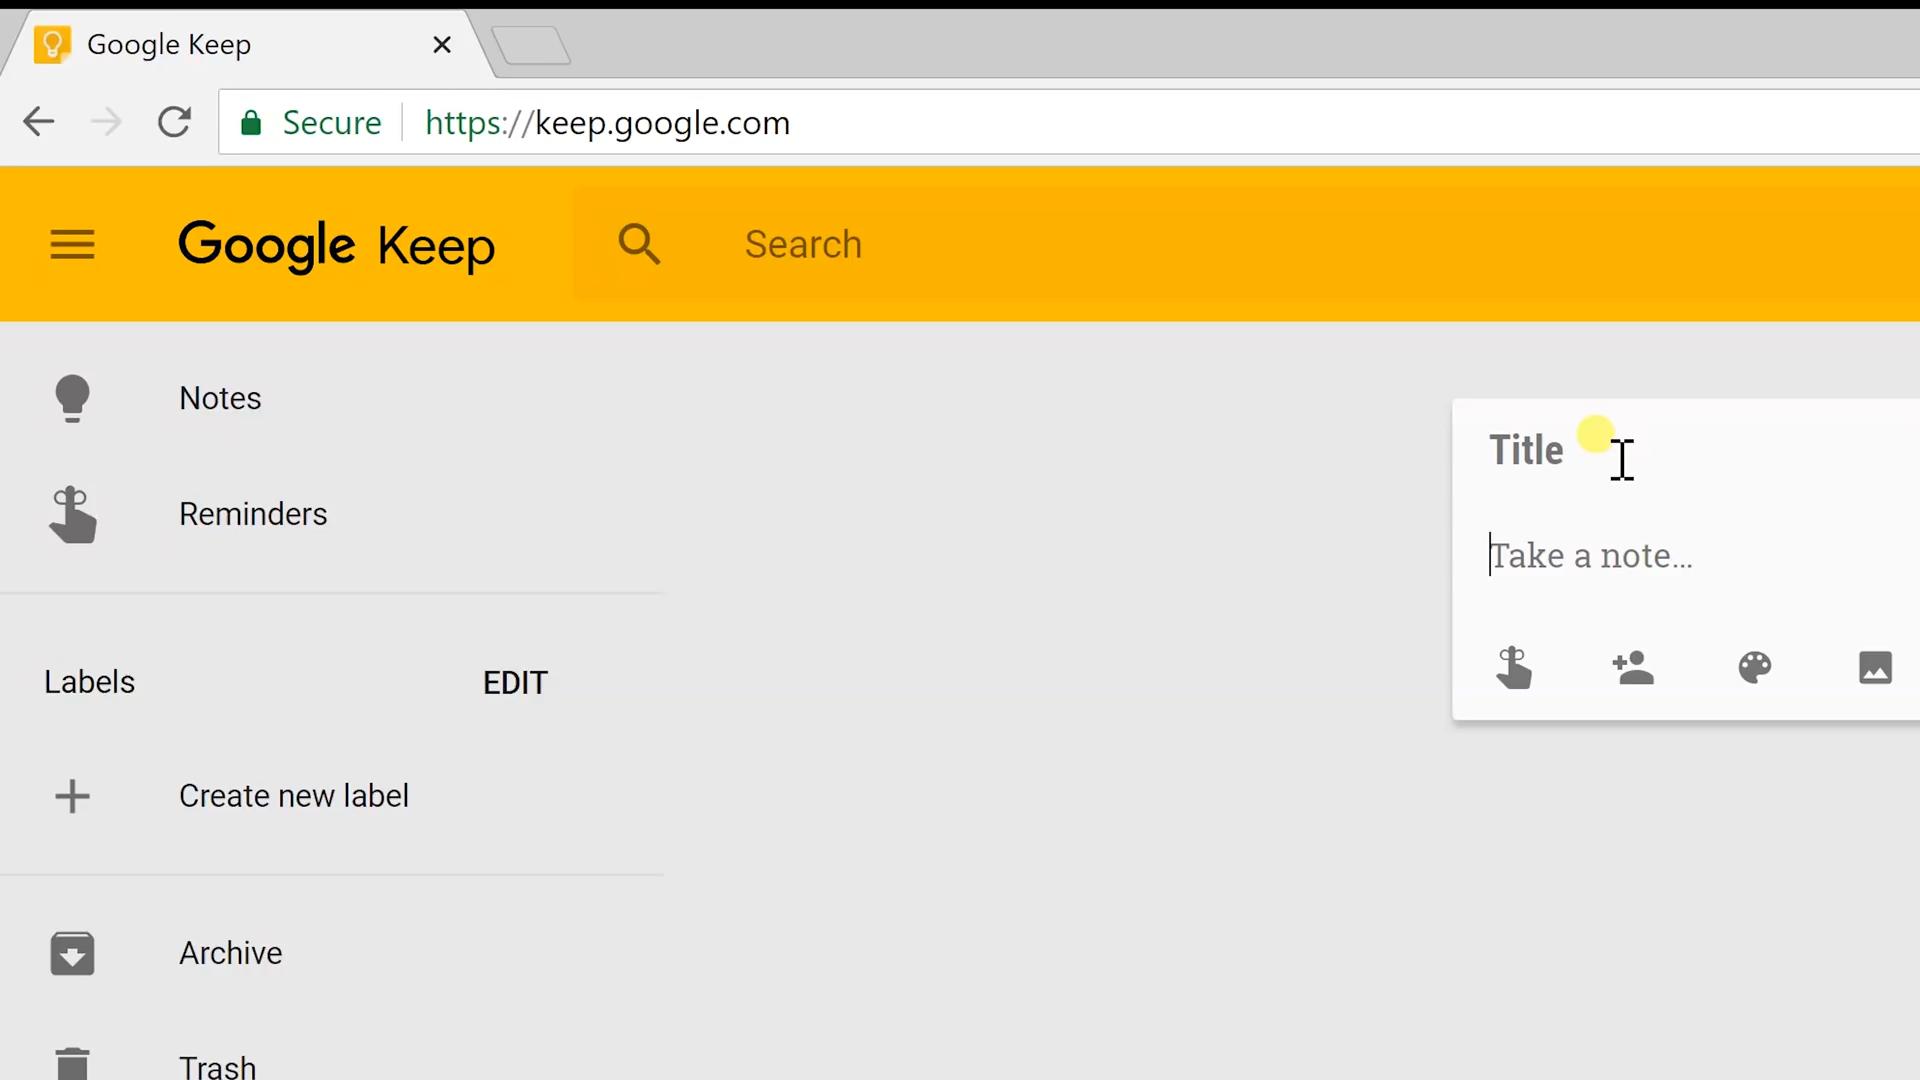 Google Keep
Secure https://keep.google.com
Google Keep Search
Notes
Reminders
Labels EDIT
Create new label
Archive
Trash
Title
Take a note...